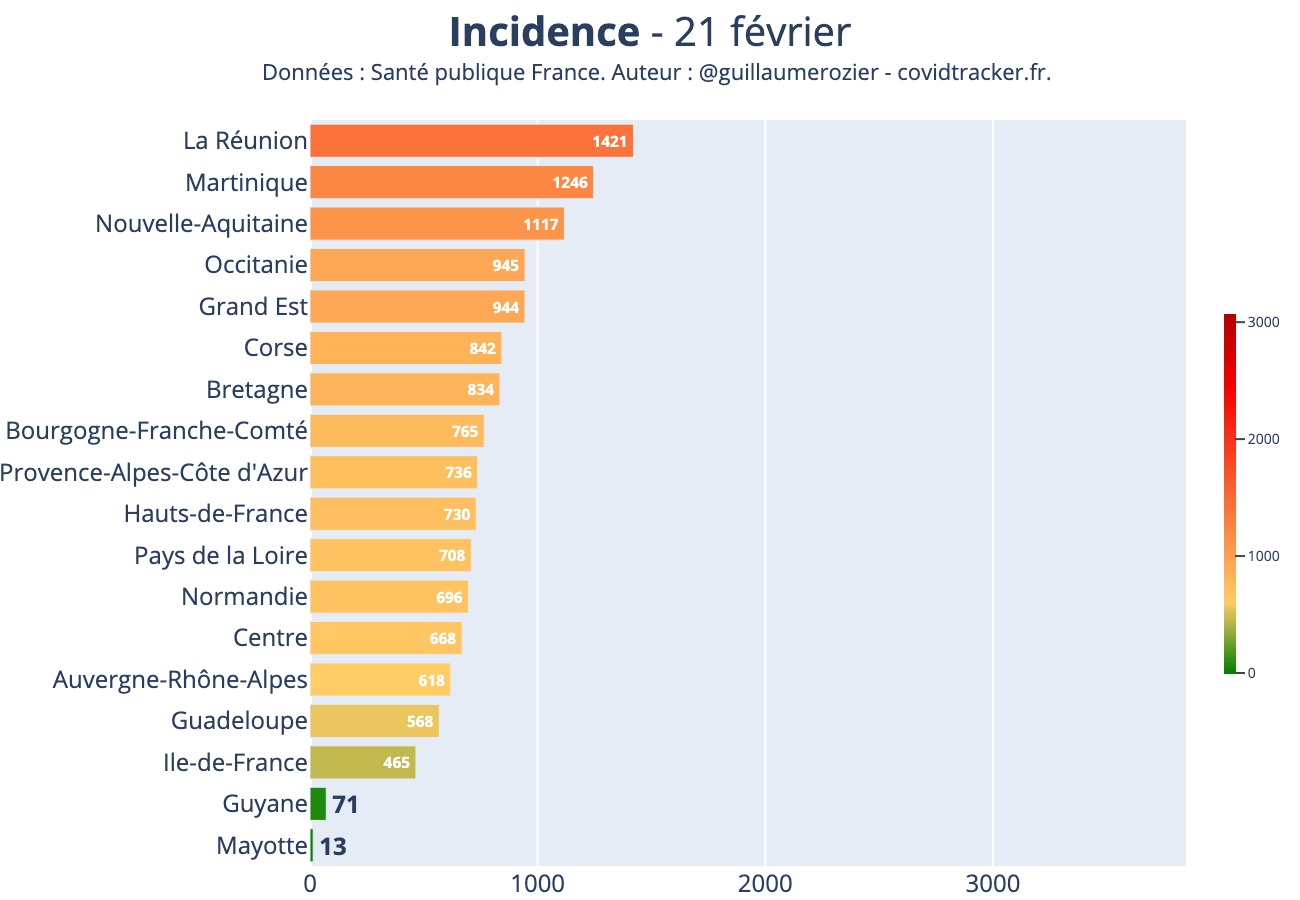 Incidence - 21 février
Données : Santé publique France. Auteur : @guillaumerozier - covidtracker.fr.
La Réunion 1421
Martinique 1246
Nouvelle-Aquitaine 1117
Occitanie 945
Grand Est 944
Corse 842
Bretagne 834
Bourgogne-Franche-Comté 765
Provence-Alpes-Côte d'Azur 736
Hauts-de-France 730
Pays de la Loire 708
Normandie 696
Centre 668
Auvergne-Rhône-Alpes 618
Guadeloupe 568
Ile-de-France 465
Guyane 71
Mayotte 13
0 1000 2000 3000
3000
2000
1000
0